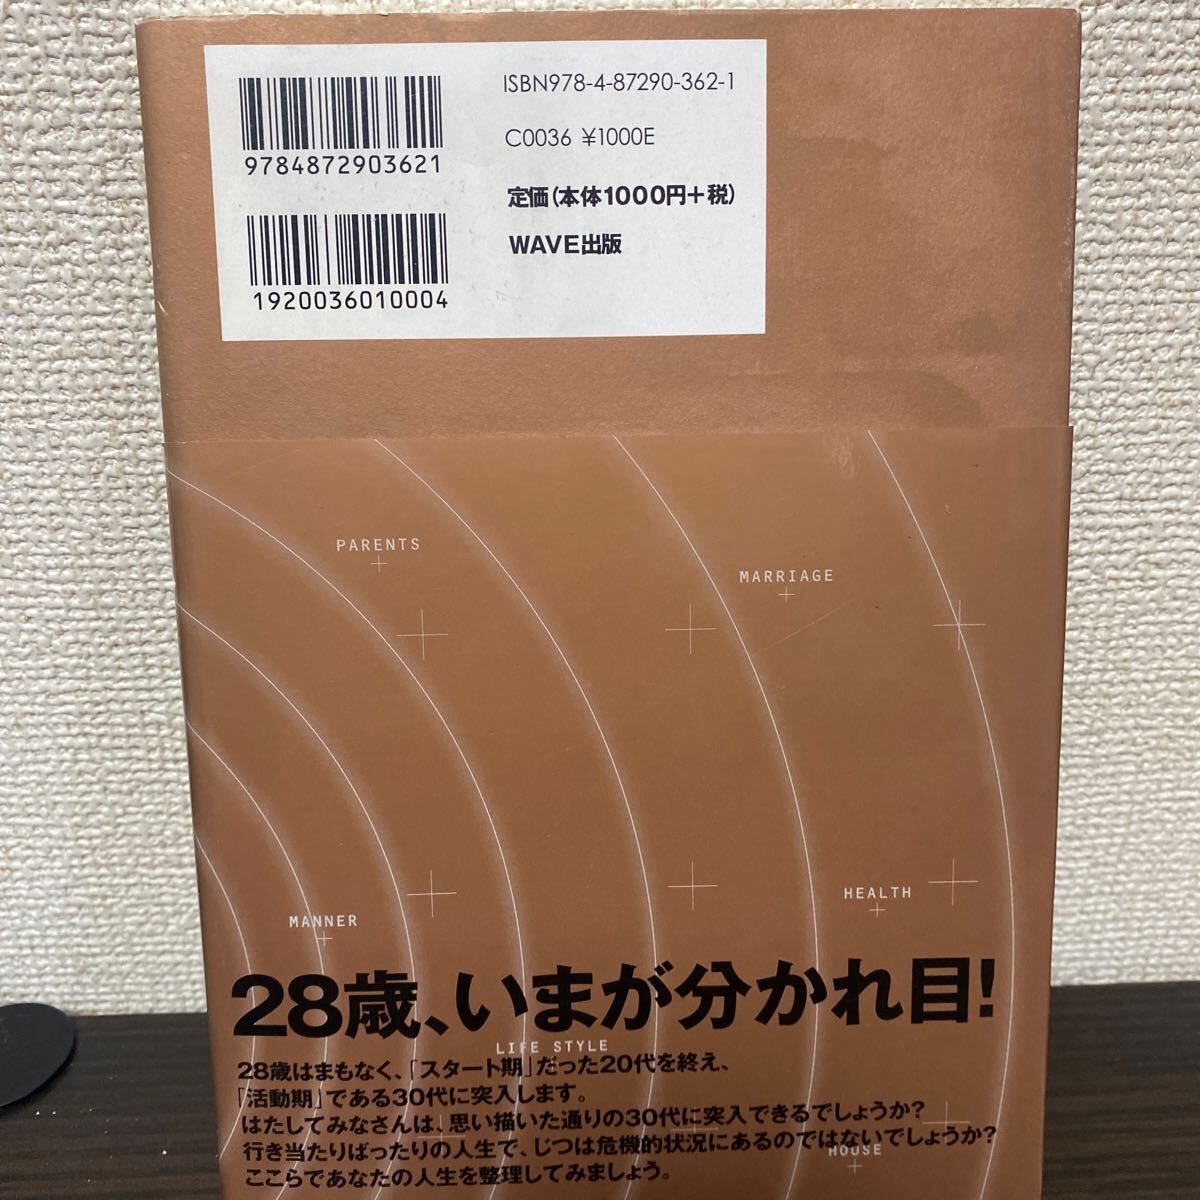 ISBN978-4-87290-362-1
9784872903621
C0036 ¥1000E
定価(本体1000円+税)
WAVE出版
1920036010004
PARENTS
MARRIAGE
HEALTH
MANNER
28歳、いまが分かれ目!
LIFE STYLE
28歳はまもなく、「スタート期」だった20代を終え、
「活動期」である30代に突入します。
はたしてみなさんは、思い描いた通りの30代に突入できるでしょうか?
行き当たりばったりの人生で、じつは危機的状況にあるのではないでしょうか?
HOUSE
ここらであなたの人生を整理してみましょう。